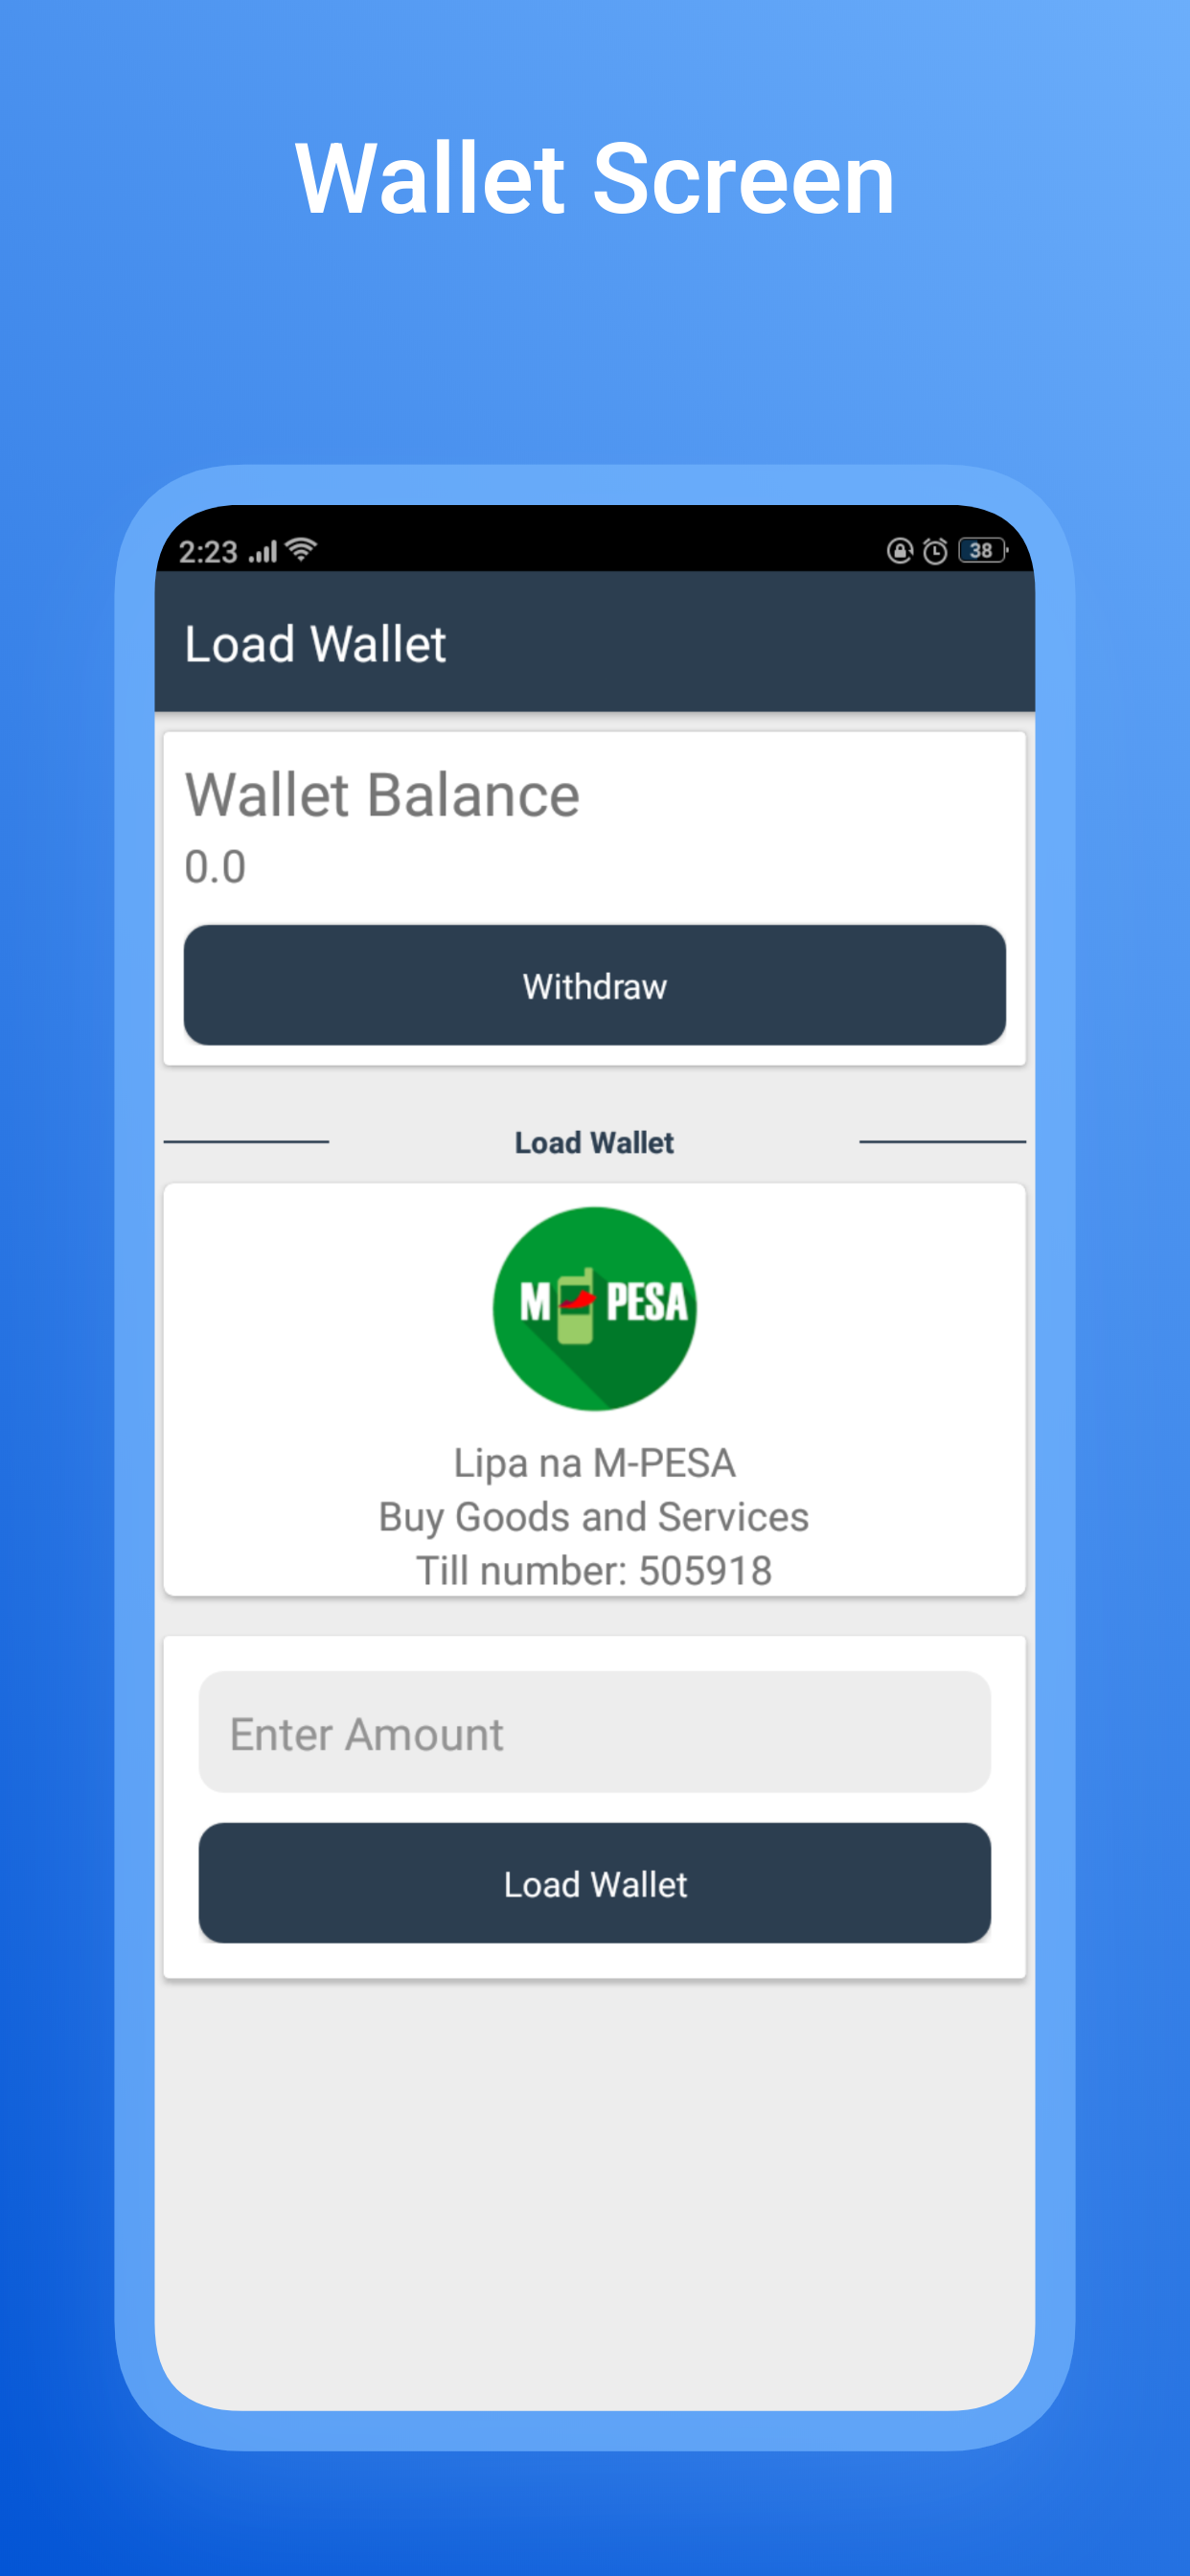 Wallet Screen
2:23
38
Load Wallet
Wallet Balance
0.0
Withdraw
Load Wallet
M PESA
Lipa na M-PESA
Buy Goods and Services
Till number: 505918
Enter Amount
Load Wallet